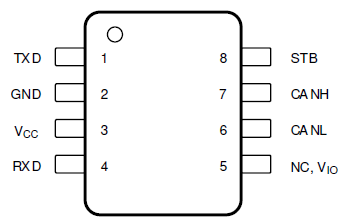 TXD 1 8 STB
GND 2 7 CANH
VCC 3 6 CANL
RXD 4 5 NC, VIO